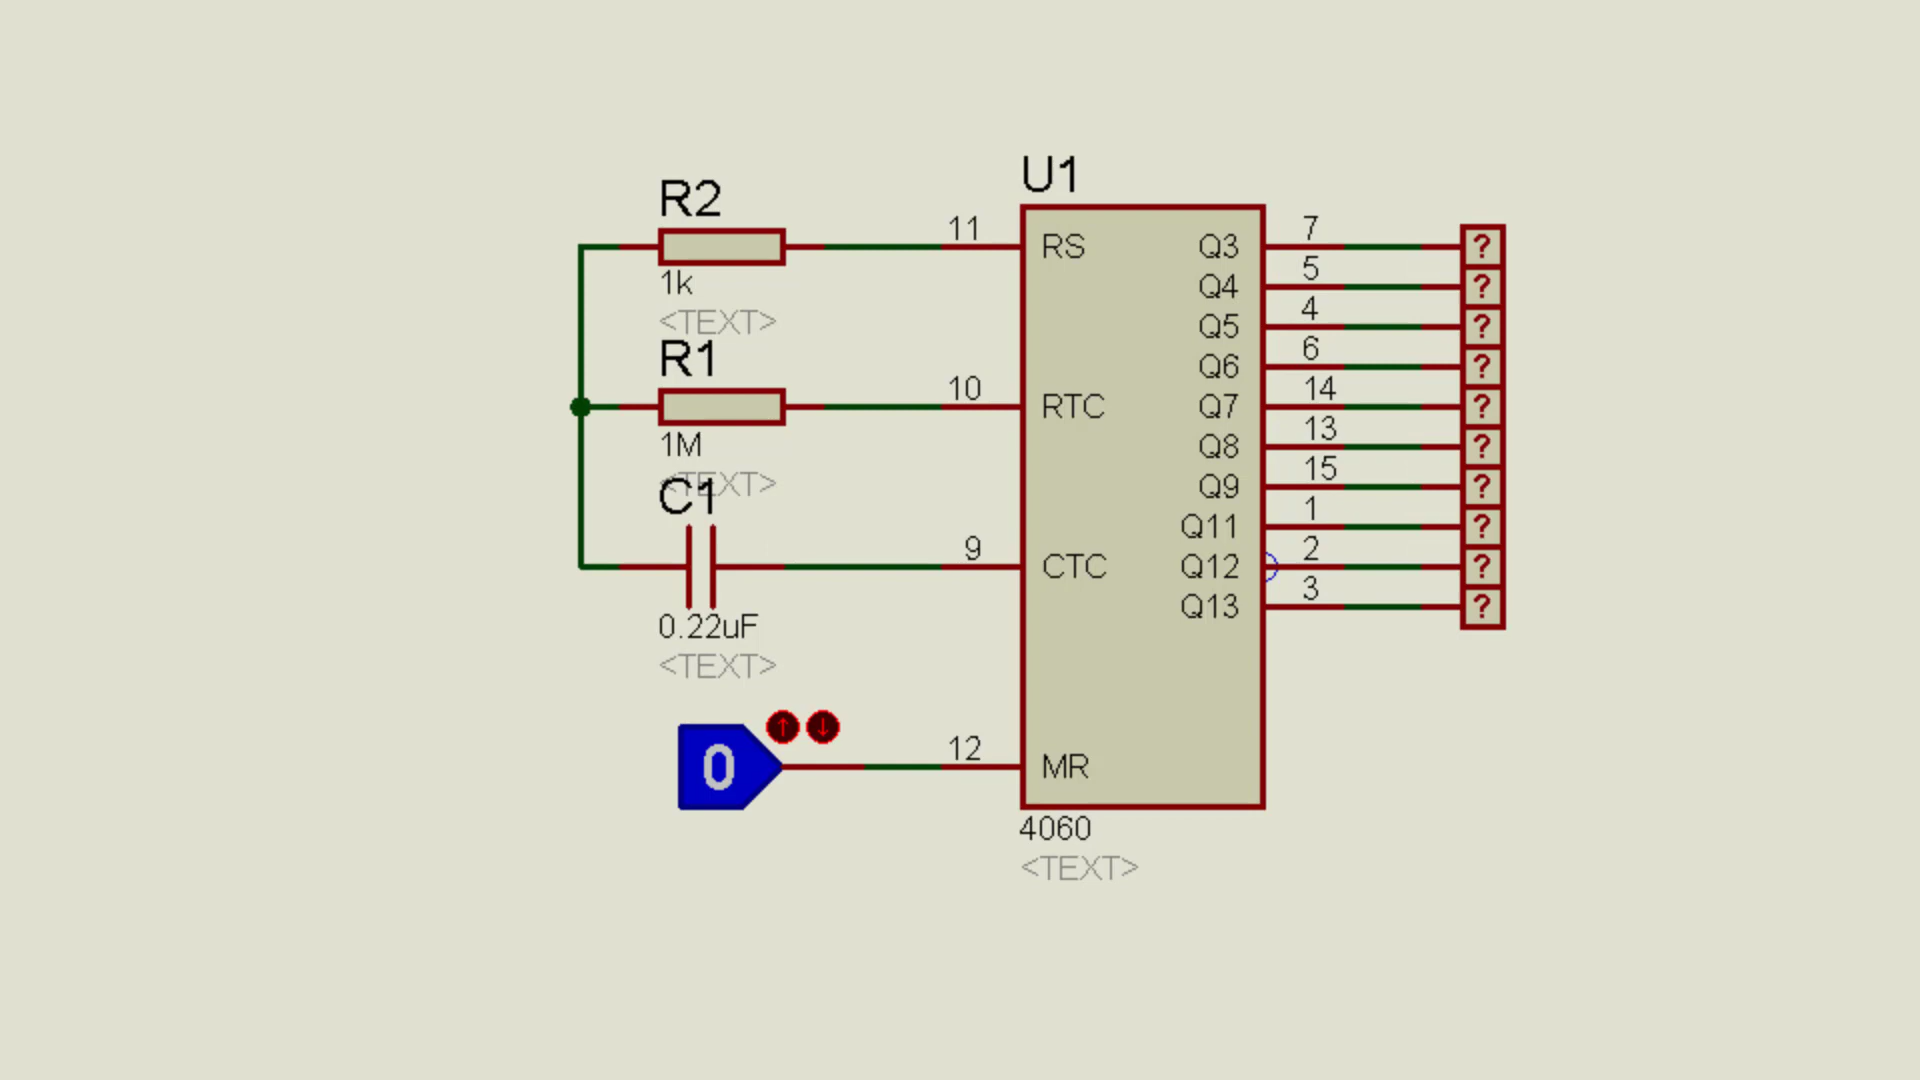 U1
R2
11
RS
Q3
7
?
1k
Q4
5
?
<TEXT>
Q5
4
?
R1
Q6
6
?
10
RTC
Q7
14
?
1M
Q8
13
?
<TEXT>
Q9
15
?
C1
Q11
1
?
9
CTC
Q12
2
?
0.22uF
Q13
3
?
<TEXT>
0
12
MR
4060
<TEXT>